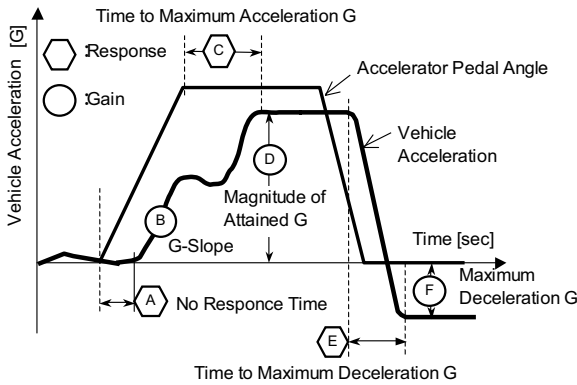 Time to Maximum Acceleration G
Vehicle Acceleration [G]
:Response
:Gain
C
Accelerator Pedal Angle
Vehicle
Acceleration
D
Magnitude of
Attained G
B
G-Slope
Time [sec]
A
No Responce Time
F
Maximum
Deceleration G
E
Time to Maximum Deceleration G